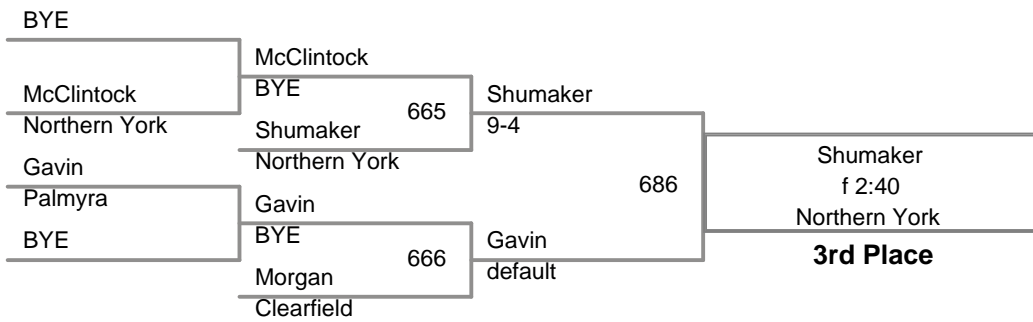 BYE
McClintock
McClintock
Northern York
BYE
665
Shumaker
9-4
Shumaker
Northern York
Gavin
Palmyra
686
Shumaker
f 2:40
Northern York
3rd Place
Gavin
BYE
BYE
666
Gavin
default
Morgan
Clearfield